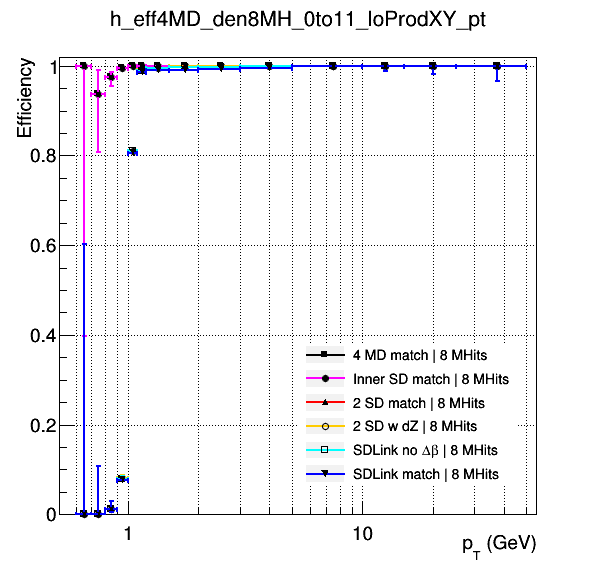 h_eff4MD_den8MH_0to11_loProdXY_pt
Efficiency
1
0.8
0.6
0.4
0.2
0
4 MD match | 8 MHits
Inner SD match | 8 MHits
2 SD match | 8 MHits
2 SD w dZ | 8 MHits
SDLink no Δβ | 8 MHits
SDLink match | 8 MHits
1
10
p_T (GeV)